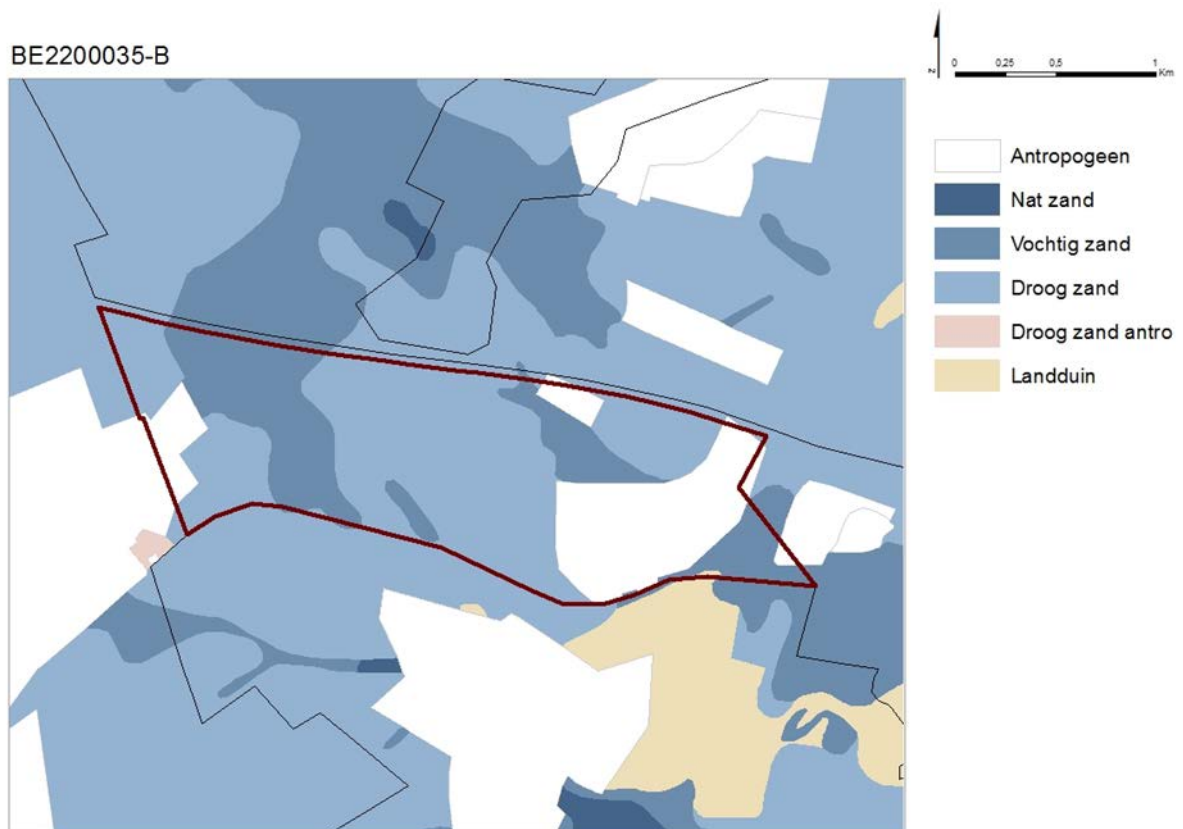 BE2200035-B
N
0 0,25 0,5 1
Km
Antropogeen
Nat zand
Vochtig zand
Droog zand
Droog zand antro
Landduin